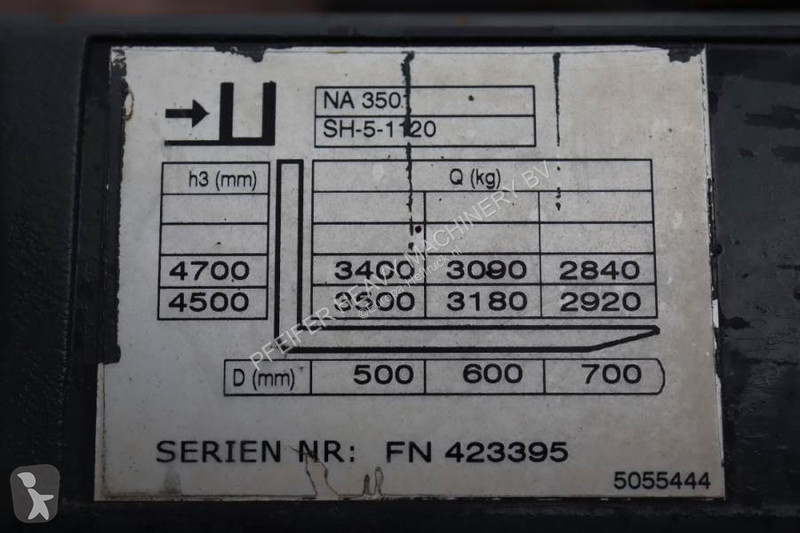 NA 350
SH-5-1120
h3 (mm) Q (kg)
4700 3400 3090 2840
4500 3500 3180 2920
D (mm) 500 600 700
SERIEN NR: FN 423395
5055444
PFEIFER HEAVY MACHINERY BV